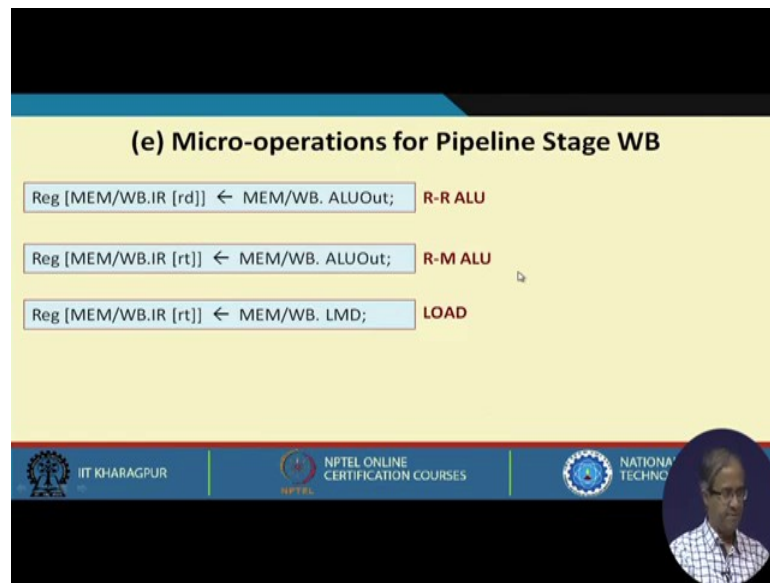 (e) Micro-operations for Pipeline Stage WB
Reg [MEM/WB.IR [rd]] ← MEM/WB. ALUOut; R-R ALU
Reg [MEM/WB.IR [rt]] ← MEM/WB. ALUOut; R-M ALU
Reg [MEM/WB.IR [rt]] ← MEM/WB. LMD; LOAD
IIT KHARAGPUR
NPTEL
NPTEL ONLINE
CERTIFICATION COURSES